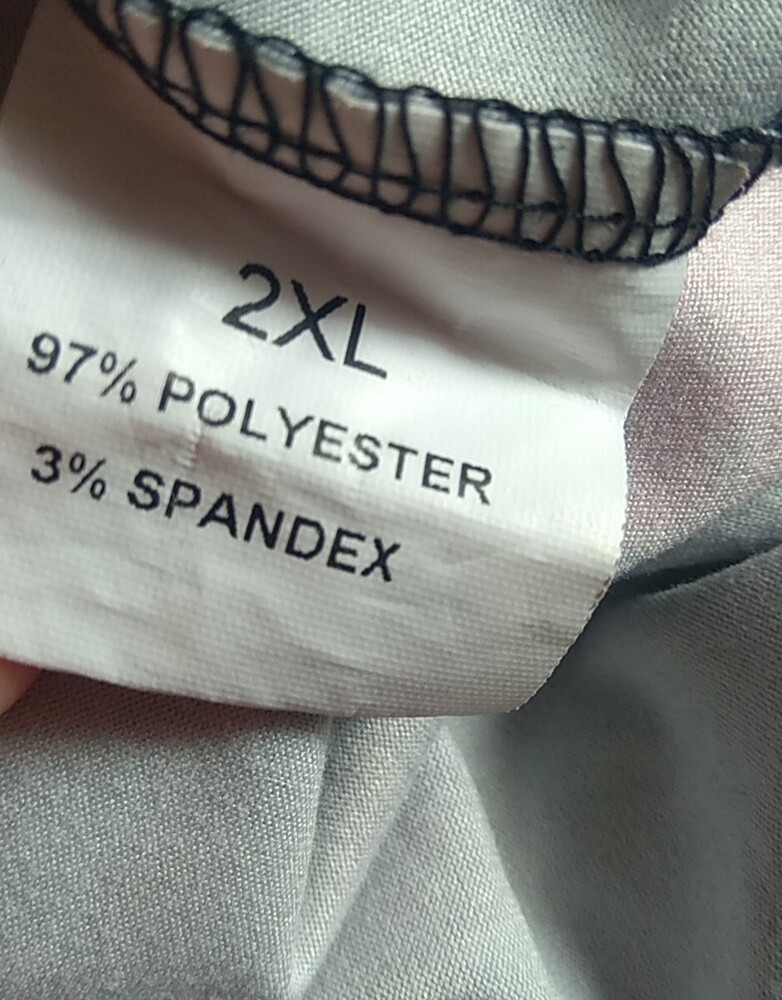 2XL
97% POLYESTER
3% SPANDEX